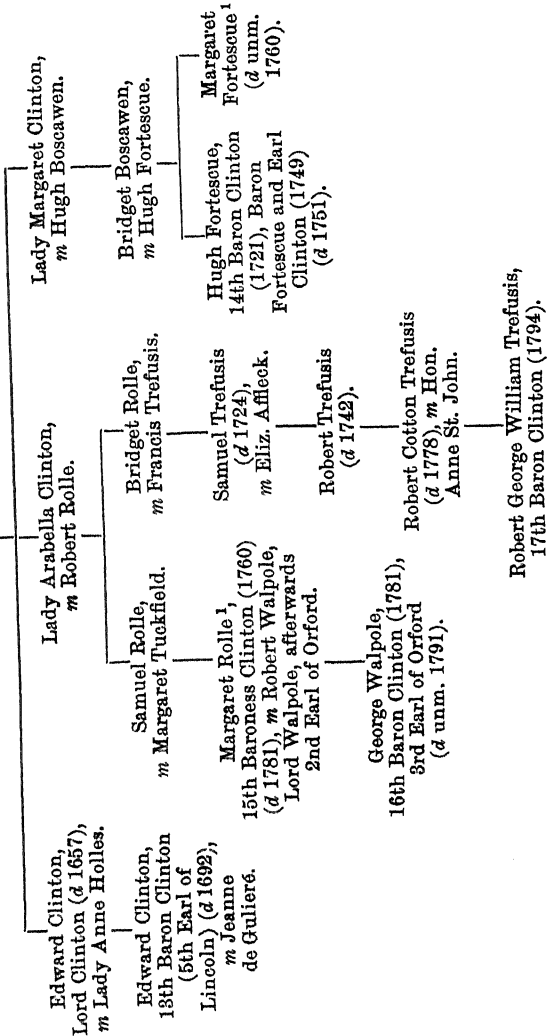 Edward Clinton,
Lord Clinton (d 1657),
m Lady Anne Holles.
Edward Clinton,
13th Baron Clinton
(5th Earl of
Lincoln) (d 1692),
m Jeanne
de Gulieré.
Lady Arabella Clinton,
m Robert Rolle.
Samuel Rolle,
m Margaret Tuckfield.
Margaret Rolle¹,
15th Baroness Clinton (1760)
(d 1781), m Robert Walpole,
Lord Walpole, afterwards
2nd Earl of Orford.
George Walpole,
16th Baron Clinton (1781),
3rd Earl of Orford
(d unm. 1791).
Bridget Rolle,
m Francis Trefusis.
Samuel Trefusis
(d 1724),
m Eliz. Affleck.
Robert Trefusis
(d 1742).
Robert Cotton Trefusis
(d 1778), m Hon.
Anne St. John.
Robert George William Trefusis,
17th Baron Clinton (1794).
Lady Margaret Clinton,
m Hugh Boscawen.
Bridget Boscawen,
m Hugh Fortescue.
Hugh Fortescue,
14th Baron Clinton
(1721), Baron
Fortescue and Earl
Clinton (1749)
(d 1751).
Margaret
Fortescue¹
(d unm.
1760).